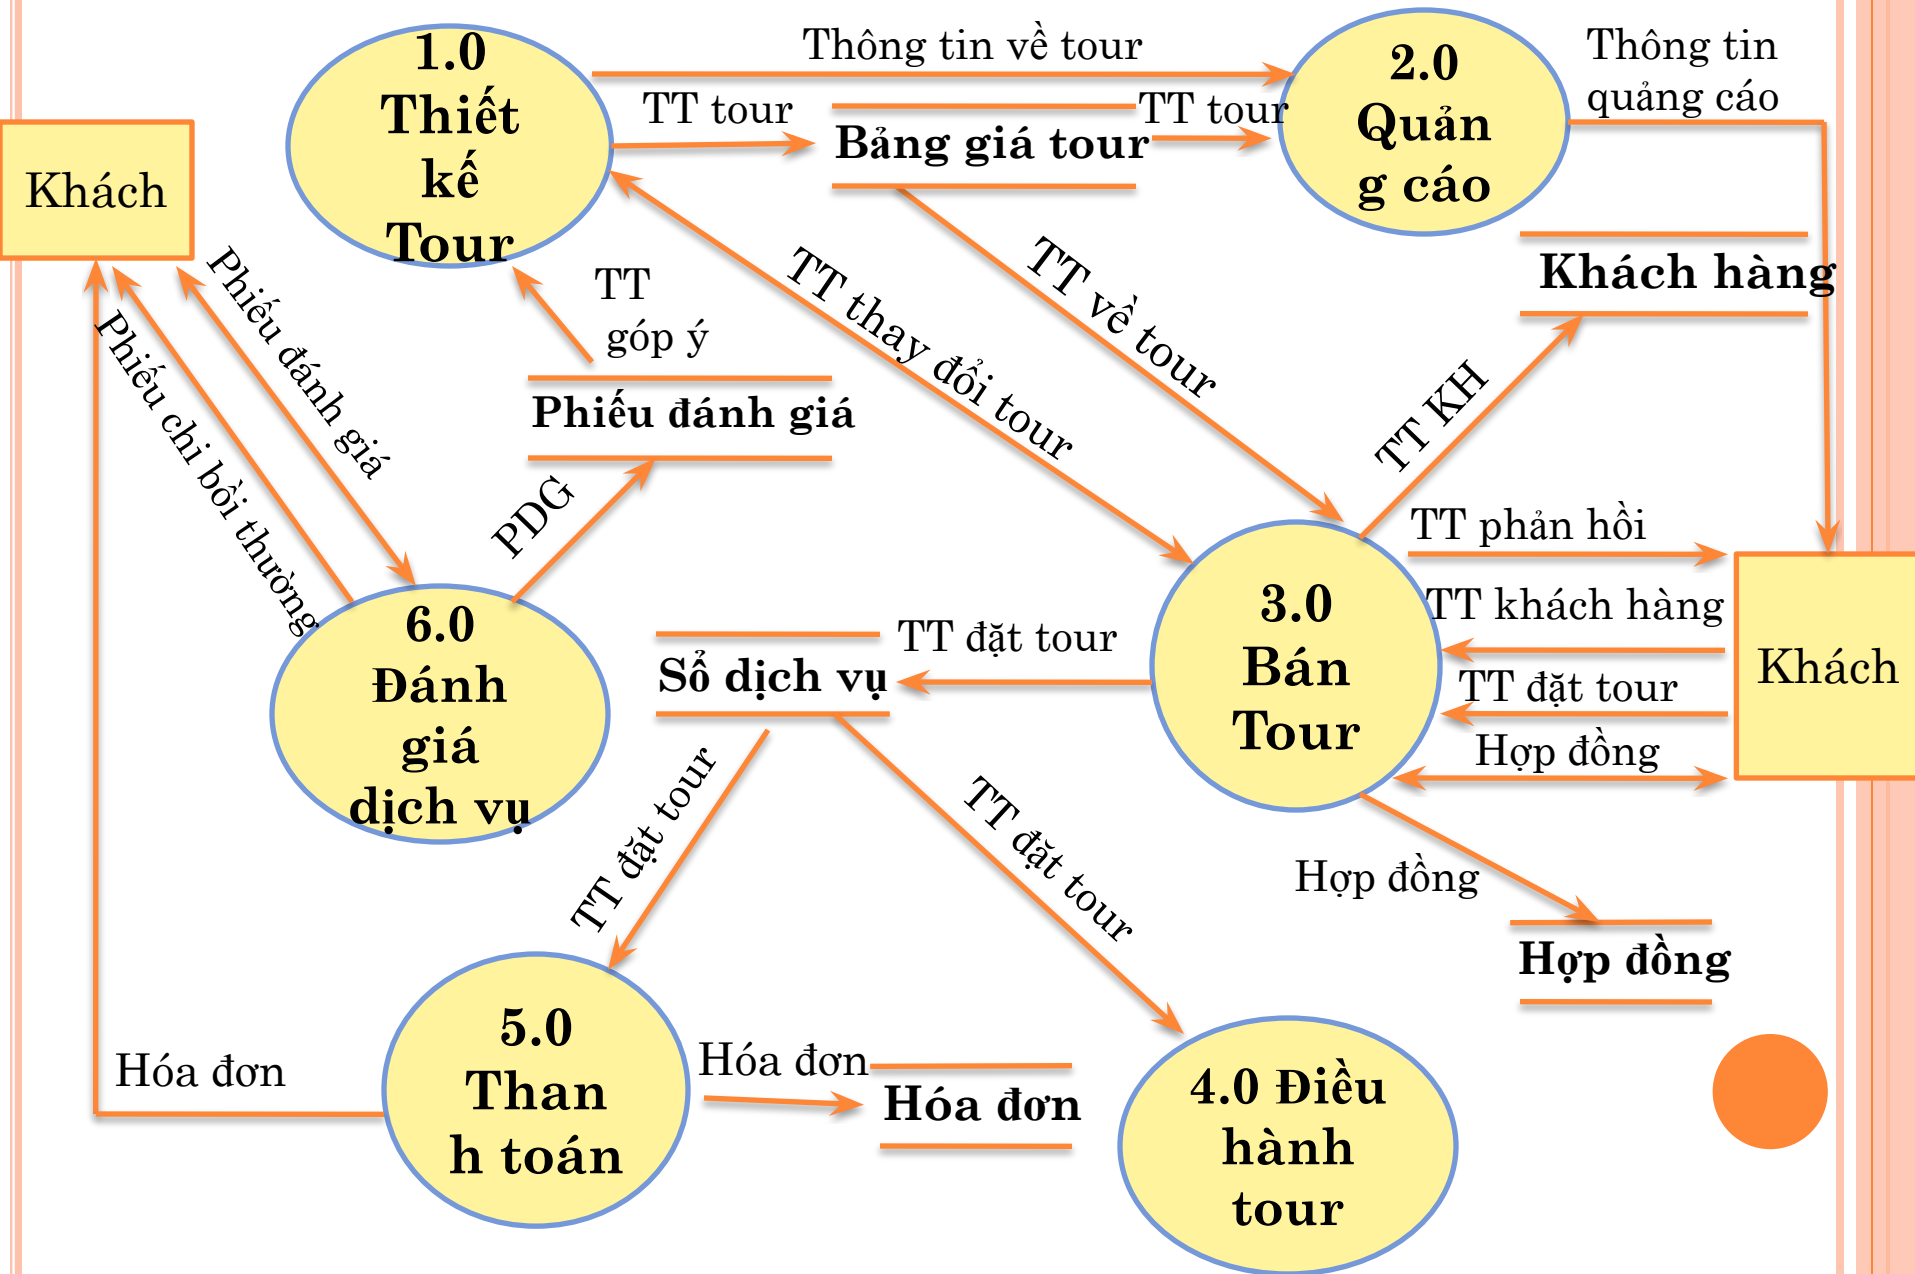 1.0
Thiết
kế
Tour
Thông tin về tour
2.0
Quản
g cáo
Thông tin
quảng cáo
TT tour
Bảng giá tour
TT tour
Khách
Khách hàng
Phiếu đánh giá
Phiếu chi bồi thường
TT
góp ý
TT thay đổi tour
TT về tour
TT KH
Phiếu đánh giá
PDG
TT phản hồi
TT khách hàng
TT đặt tour
Hợp đồng
Khách
3.0
Bán
Tour
TT đặt tour
Sổ dịch vụ
6.0
Đánh
giá
dịch vụ
TT đặt tour
TT đặt tour
Hợp đồng
Hợp đồng
5.0
Than
h toán
Hóa đơn
Hóa đơn
Hóa đơn
4.0 Điều
hành
tour